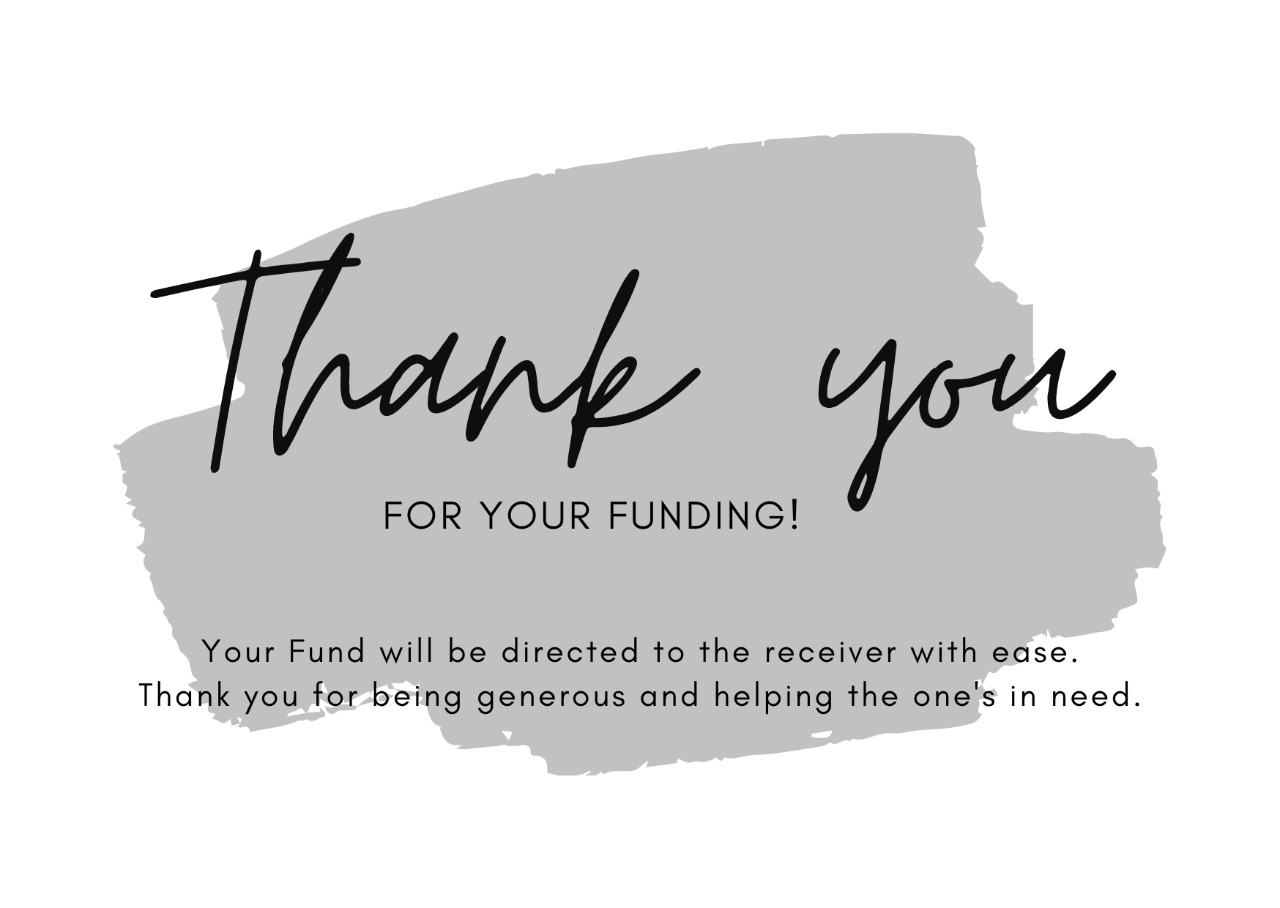 Thank you
FOR YOUR FUNDING!
Your Fund will be directed to the receiver with ease.
Thank you for being generous and helping the one's in need.